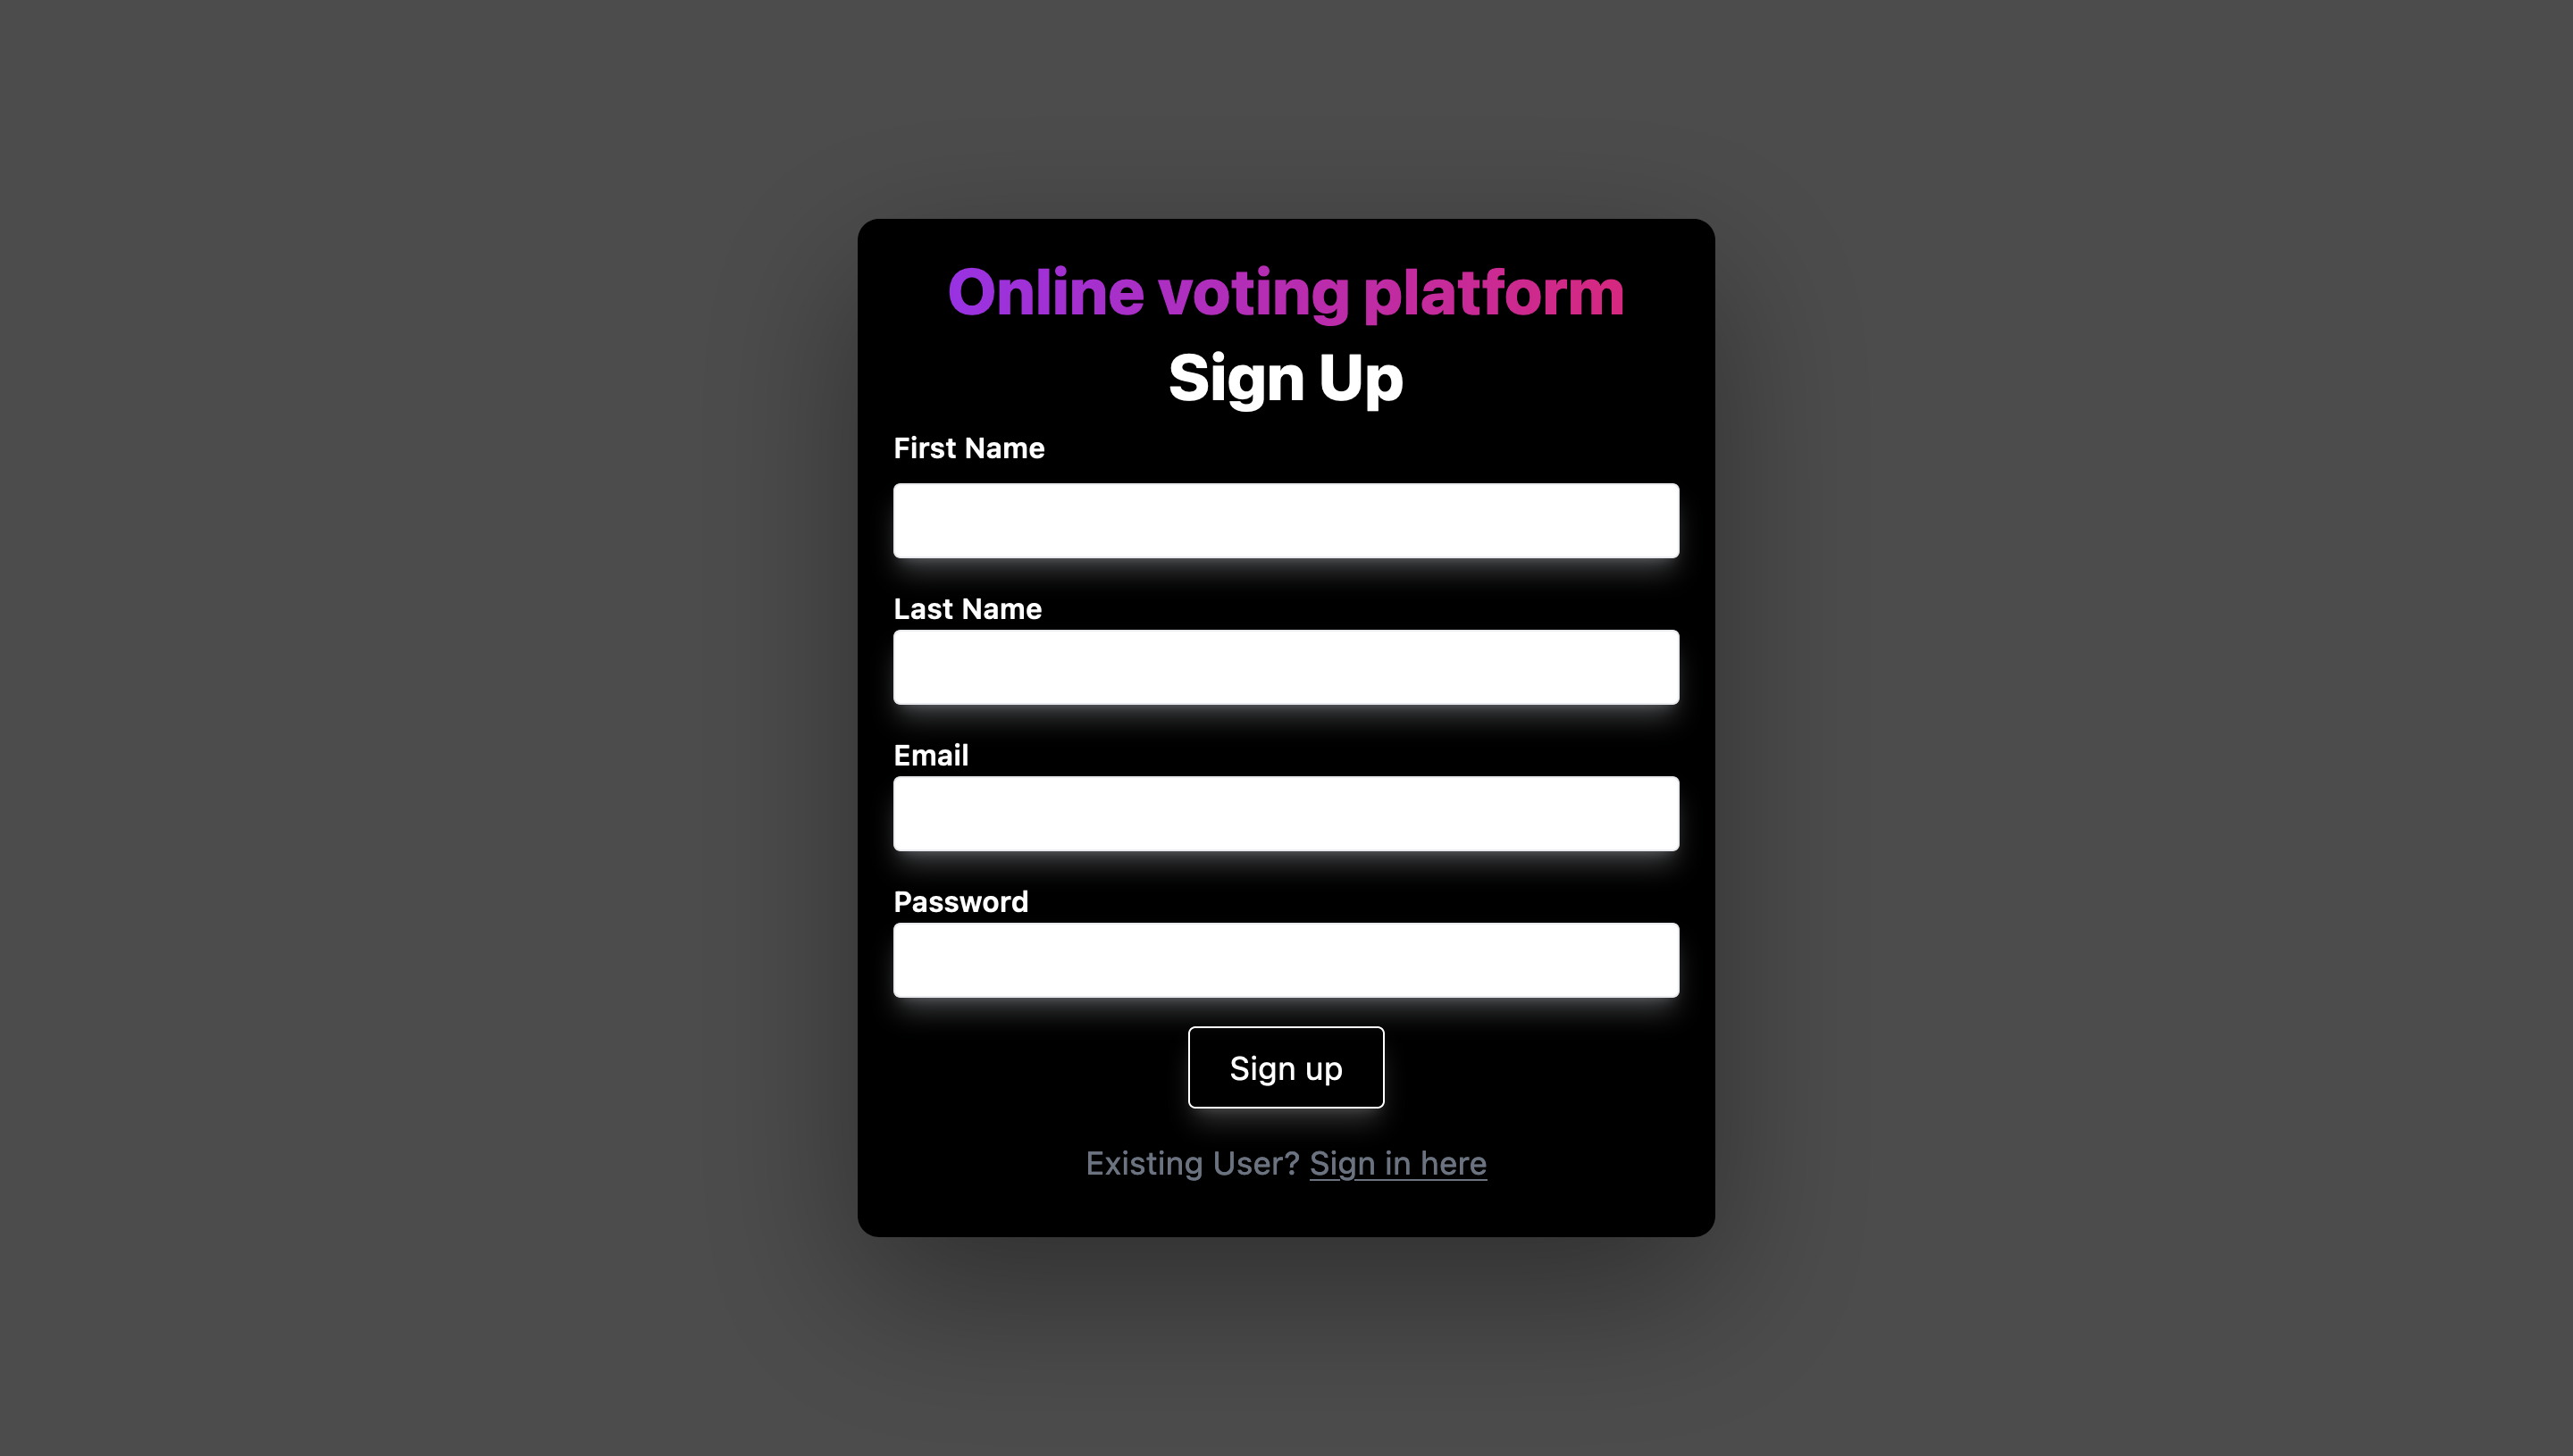 Online voting platform
Sign Up
First Name
Last Name
Email
Password
Sign up
Existing User? Sign in here